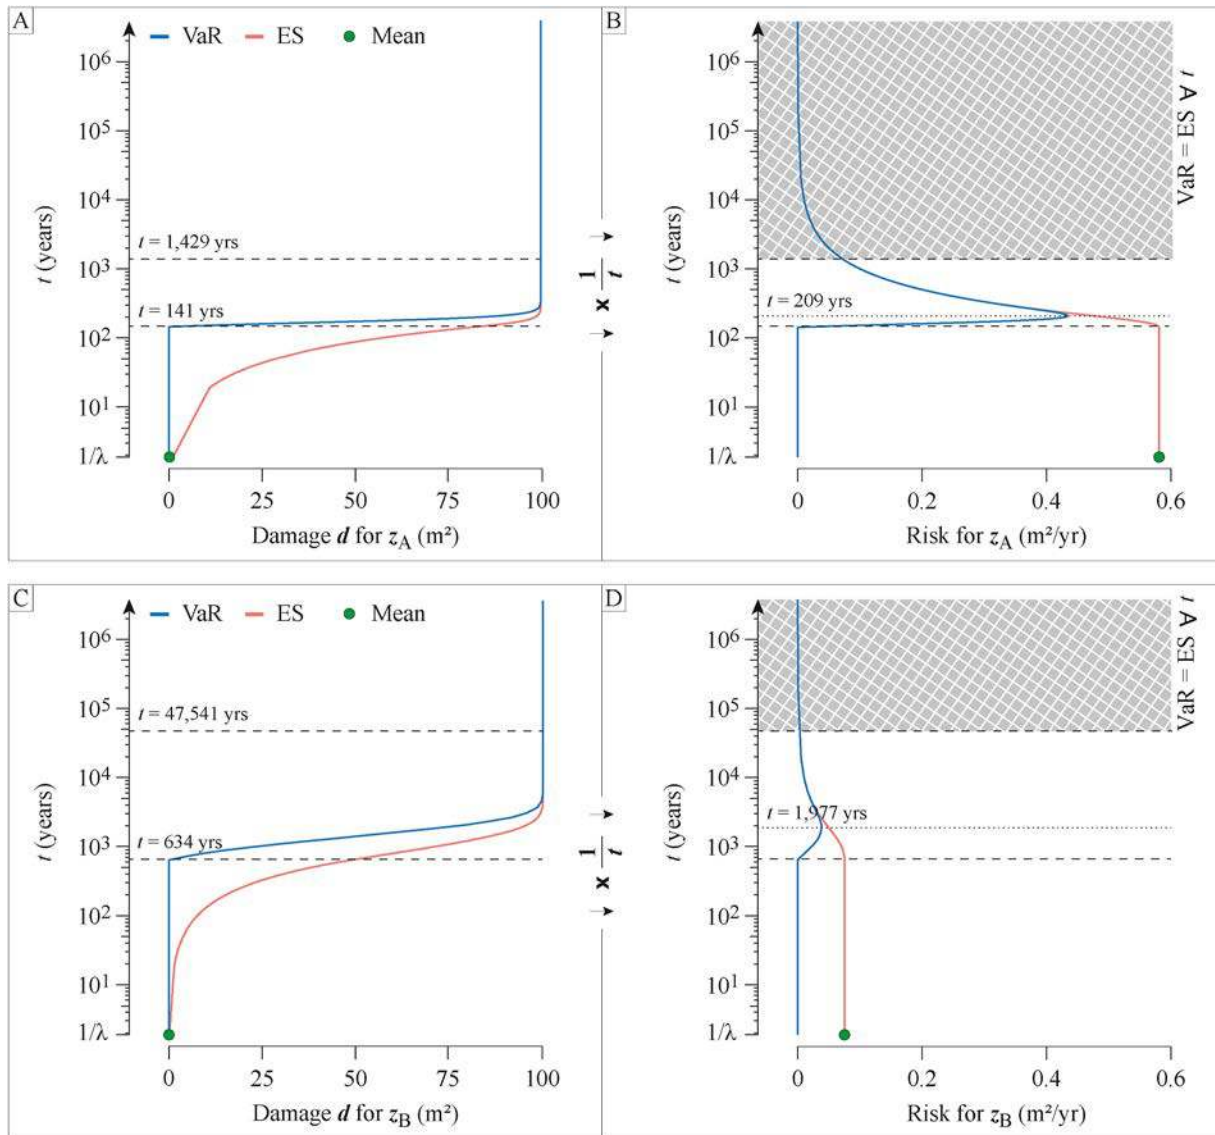 A
VaR ES Mean
10⁶
10⁵
10⁴
10³
10²
10¹
1/λ
t (years)
t = 1,429 yrs
t = 141 yrs
0 25 50 75 100
Damage d for z_A (m²)
x 1/t
B
10⁶
10⁵
10⁴
10³
10²
10¹
1/λ
t (years)
t = 209 yrs
VaR = ES ∀ t
0 0.2 0.4 0.6
Risk for z_A (m²/yr)
C
VaR ES Mean
10⁶
10⁵
10⁴
10³
10²
10¹
1/λ
t (years)
t = 47,541 yrs
t = 634 yrs
0 25 50 75 100
Damage d for z_B (m²)
x 1/t
D
10⁶
10⁵
10⁴
10³
10²
10¹
1/λ
t (years)
t = 1,977 yrs
VaR = ES ∀ t
0 0.2 0.4 0.6
Risk for z_B (m²/yr)